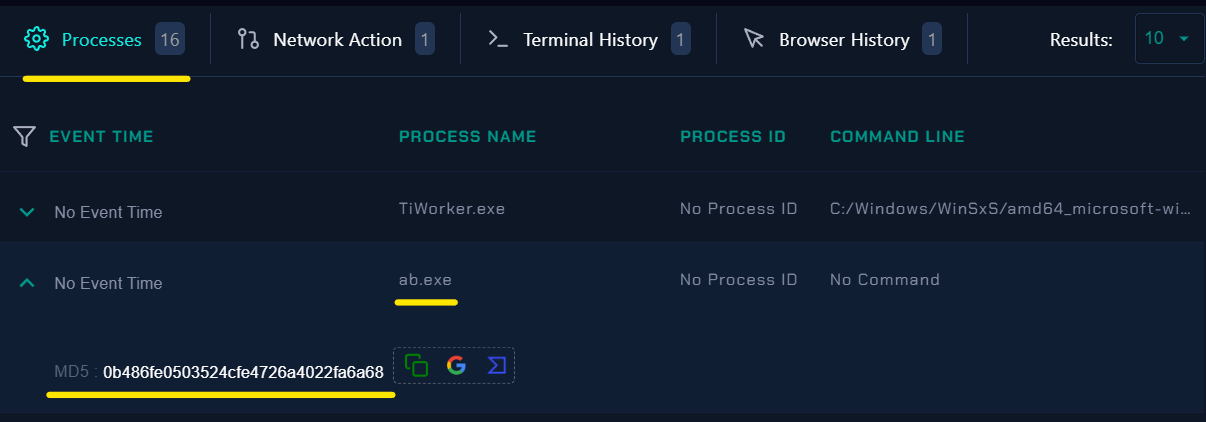 Processes 16 Network Action 1 Terminal History 1 Browser History 1 Results: 10
EVENT TIME PROCESS NAME PROCESS ID COMMAND LINE
No Event Time TiWorker.exe No Process ID C:/Windows/WinSxS/amd64_microsoft-wi...
No Event Time ab.exe No Process ID No Command
MD5 : 0b486fe0503524cfe4726a4022fa6a68